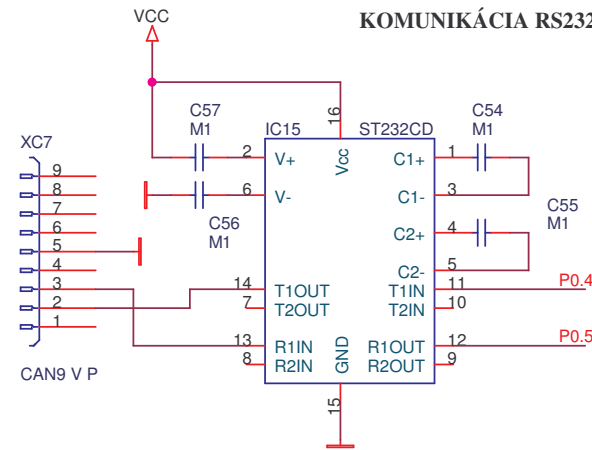 VCC
KOMUNIKÁCIA RS232
C57
M1
IC15
16
ST232CD
C54
M1
XC7
2
V+
Vcc
C1+
1
9
8
6
V-
C1-
3
7
C56
M1
C55
M1
6
C2+
4
5
4
C2-
5
3
14
T1OUT
T1IN
11
P0.4
2
7
T2OUT
T2IN
10
1
13
R1IN
GND
R1OUT
12
P0.5
8
R2IN
R2OUT
9
CAN9 V P
15